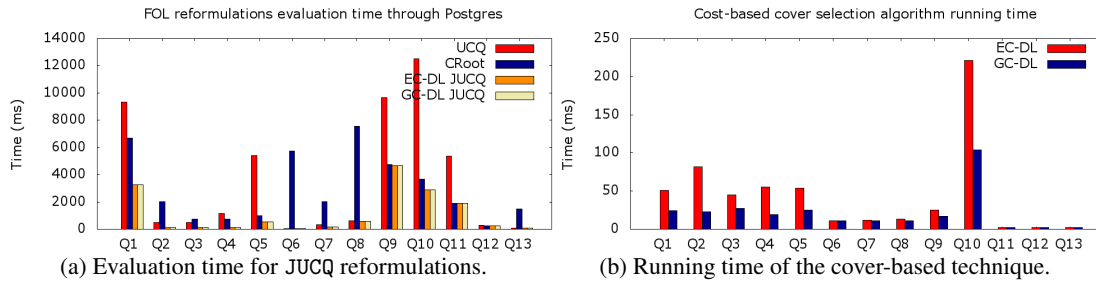 FOL reformulations evaluation time through Postgres
14000
12000
10000
8000
6000
4000
2000
0
Time (ms)
UCQ
CRoot
EC-DL JUCQ
GC-DL JUCQ
Q1 Q2 Q3 Q4 Q5 Q6 Q7 Q8 Q9 Q10 Q11 Q12 Q13
(a) Evaluation time for JUCQ reformulations.
Cost-based cover selection algorithm running time
250
200
150
100
50
0
Time (ms)
EC-DL
GC-DL
Q1 Q2 Q3 Q4 Q5 Q6 Q7 Q8 Q9 Q10 Q11 Q12 Q13
(b) Running time of the cover-based technique.